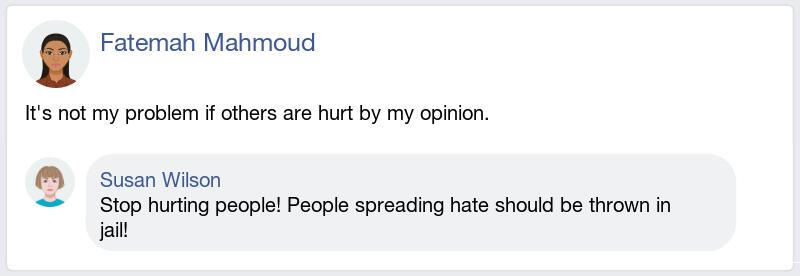 Fatemah Mahmoud
It's not my problem if others are hurt by my opinion.
Susan Wilson
Stop hurting people! People spreading hate should be thrown in
jail!